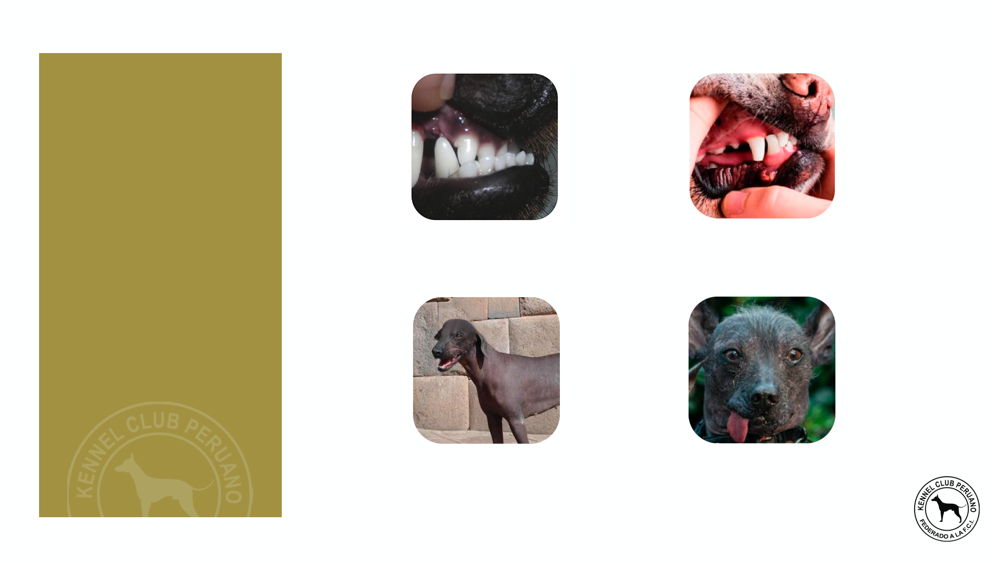 KENNEL CLUB PERUANO
KENNEL CLUB PERUANO
FEDERADO A LA F.C.I.